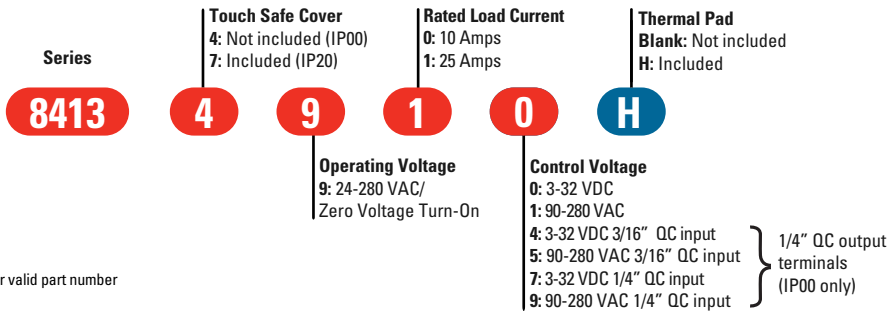 Touch Safe Cover
4: Not included (IP00)
7: Included (IP20)
Rated Load Current
0: 10 Amps
1: 25 Amps
Thermal Pad
Blank: Not included
H: Included
Series
8413
4
9
1
0
H
Operating Voltage
9: 24-280 VAC/
Zero Voltage Turn-On
Control Voltage
0: 3-32 VDC
1: 90-280 VAC
4: 3-32 VDC 3/16” QC input
5: 90-280 VAC 3/16” QC input
7: 3-32 VDC 1/4” QC input
9: 90-280 VAC 1/4” QC input
1/4” QC output
terminals
(IP00 only)
r valid part number